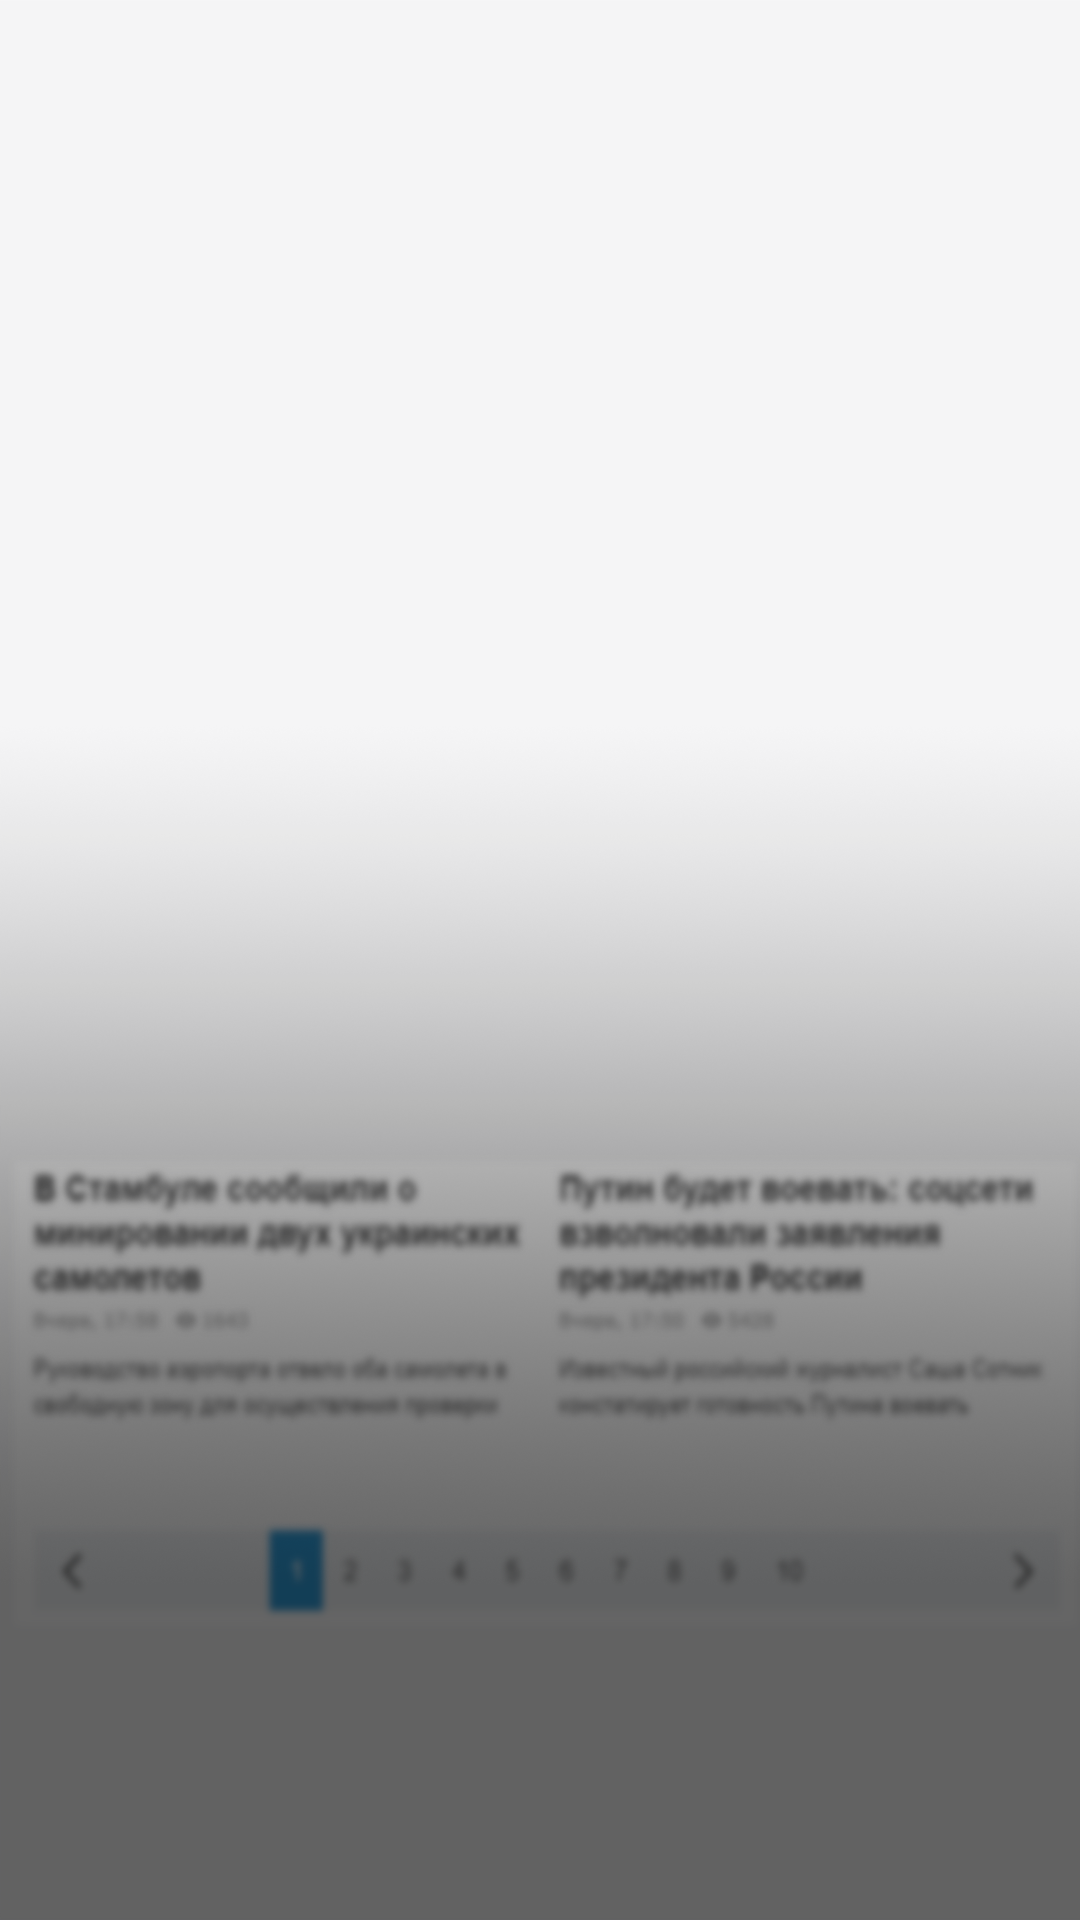 В Стамбуле сообщили о
минировании двух украинских
самолетов
Вчера, 17:58 1643
Руководство аэропорта отвело оба самолета в
свободную зону для осуществления проверки
Путин будет воевать: соцсети
взволновали заявления
президента России
Вчера, 17:55 5428
Известный российский журналист Саша Сотник
констатирует готовность Путина воевать
1 2 3 4 5 6 7 8 9 10